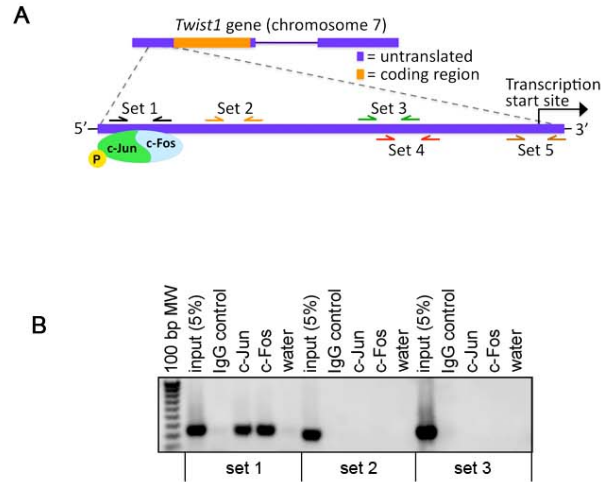 A
Twist1 gene (chromosome 7)
= untranslated
= coding region
Transcription
start site
Set 1
Set 2
Set 3
5’
3’
c-Jun
c-Fos
P
Set 4
Set 5
B
100 bp MW
input (5%)
IgG control
c-Jun
c-Fos
water
input (5%)
IgG control
c-Jun
c-Fos
water
input (5%)
IgG control
c-Jun
c-Fos
water
set 1
set 2
set 3